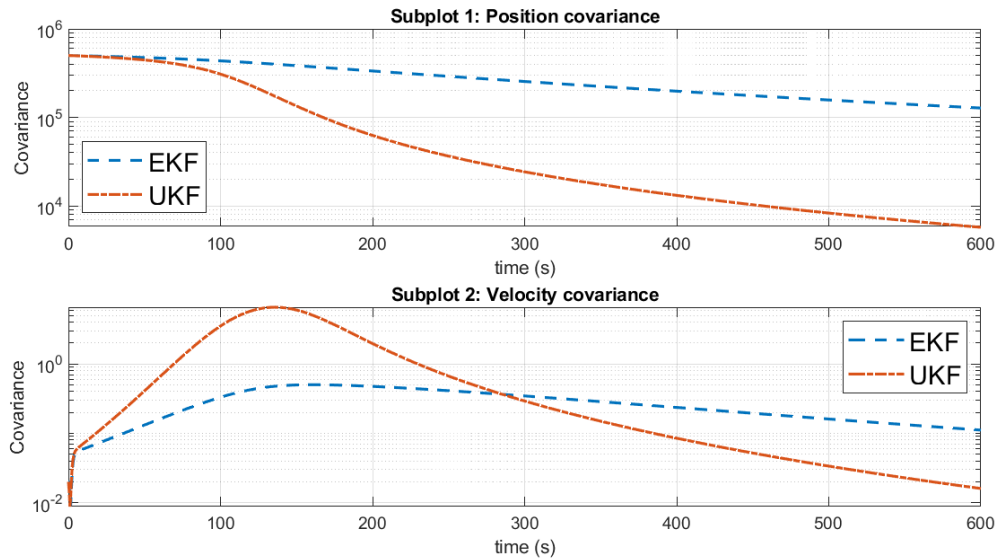 Subplot 1: Position covariance
10^6
10^5
10^4
Covariance
EKF
UKF
0 100 200 300 400 500 600
time (s)
Subplot 2: Velocity covariance
10^0
10^-2
Covariance
EKF
UKF
0 100 200 300 400 500 600
time (s)